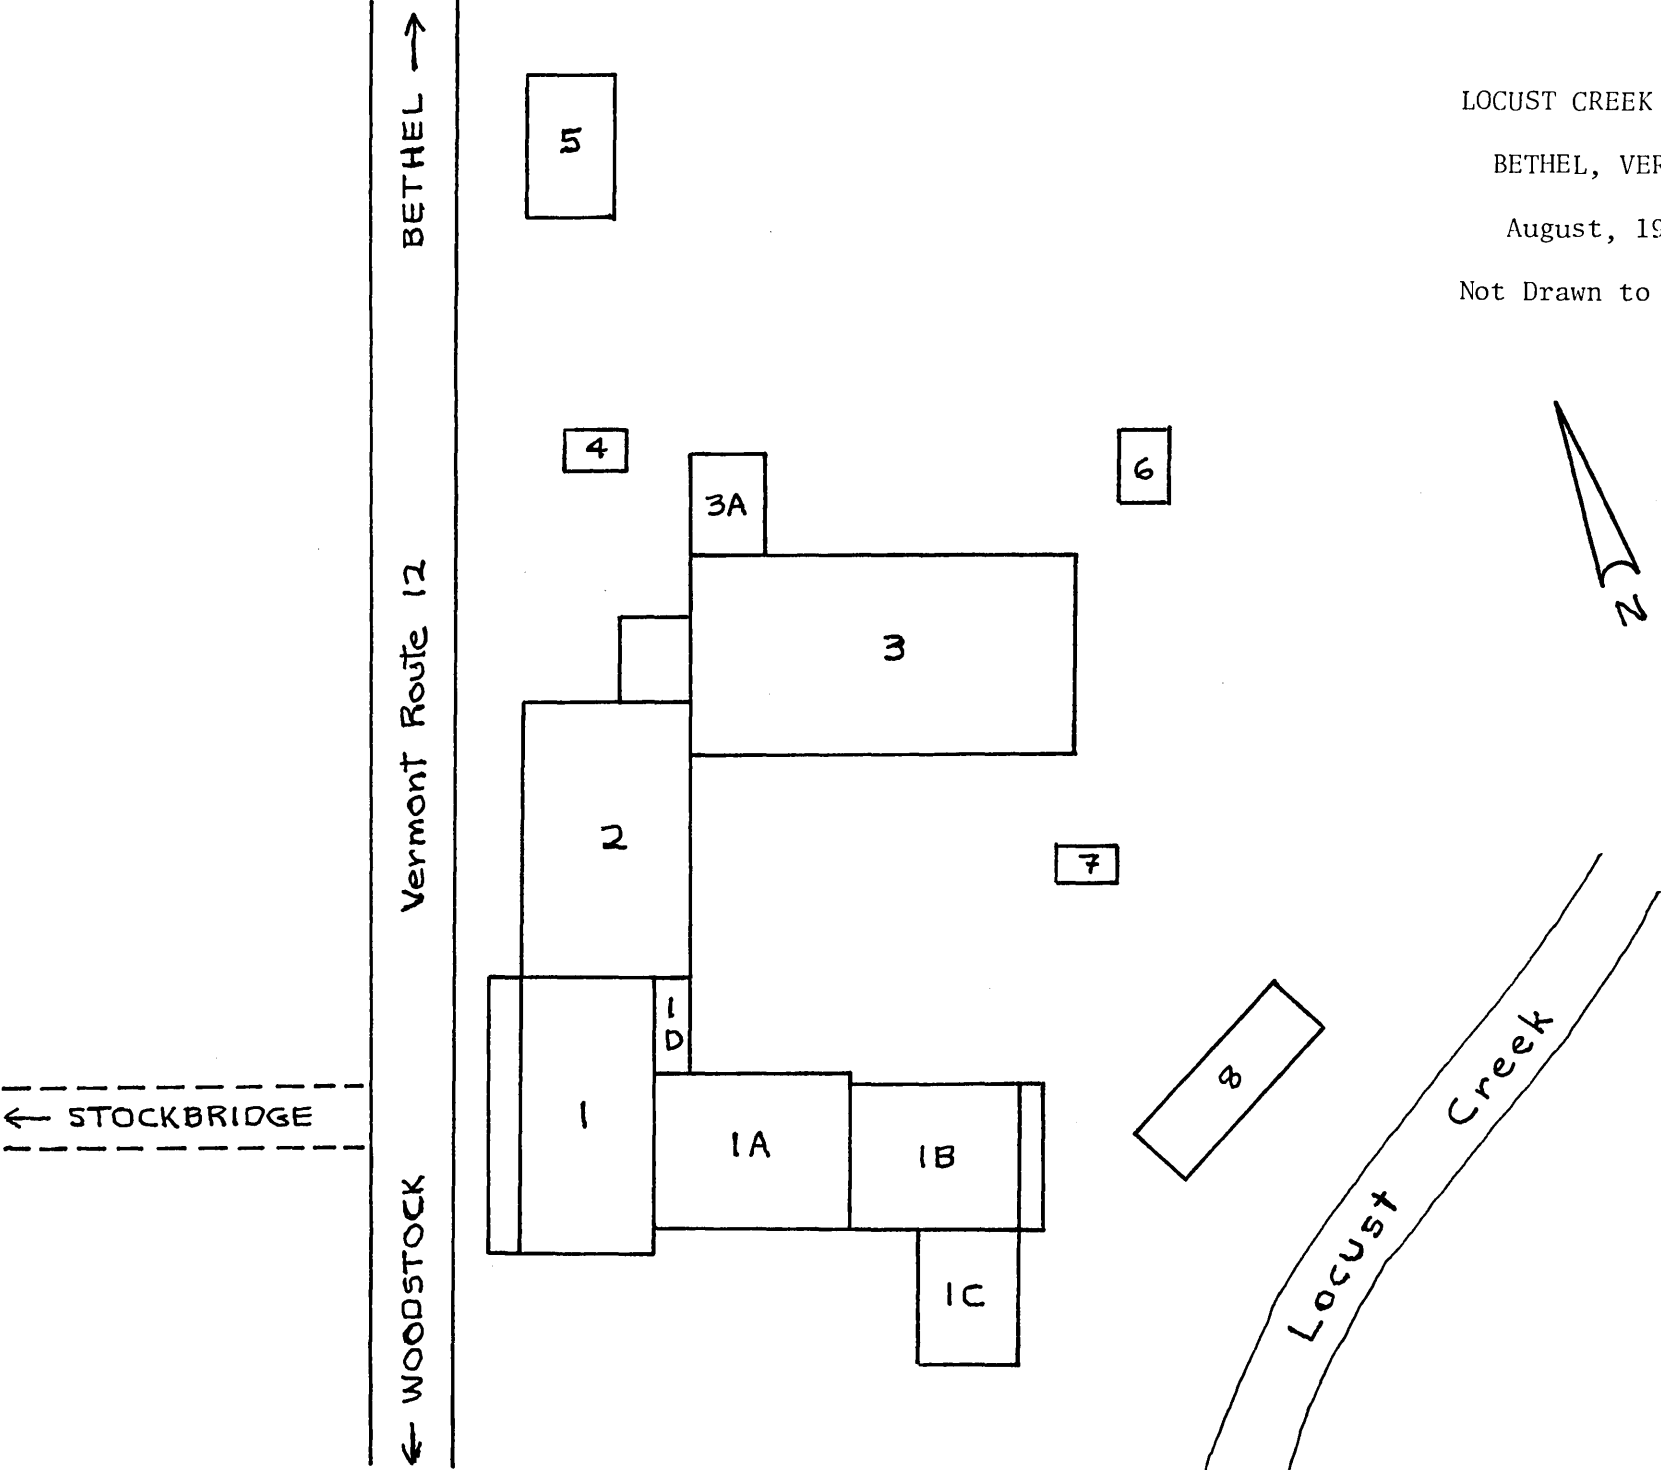 LOCUST CREEK
BETHEL, VER
August, 19
Not Drawn to
BETHEL →
5
4
3A
6
N
Vermont Route 12
3
2
7
1D
8
Locust Creek
← STOCKBRIDGE
1
1A
1B
← WOODSTOCK
1C